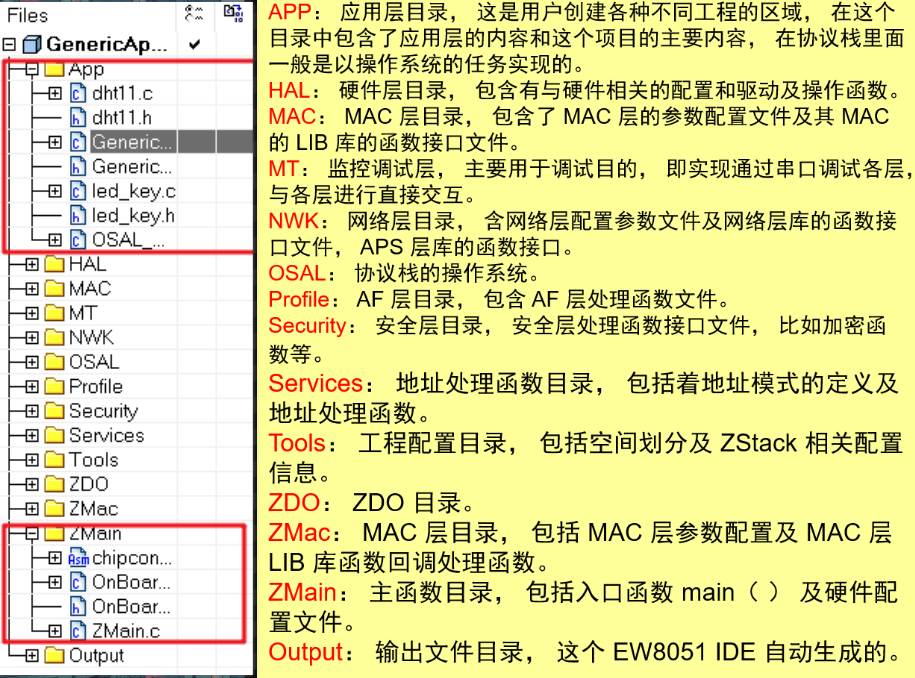 Files
GenericAp...
App
dht11.c
dht11.h
Generic...
Generic...
led_key.c
led_key.h
OSAL_...
HAL
MAC
MT
NWK
OSAL
Profile
Security
Services
Tools
ZDO
ZMac
ZMain
chipcon...
OnBoar...
OnBoar...
ZMain.c
Output
APP： 应用层目录， 这是用户创建各种不同工程的区域， 在这个
目录中包含了应用层的内容和这个项目的主要内容， 在协议栈里面
一般是以操作系统的任务实现的。
HAL： 硬件层目录， 包含有与硬件相关的配置和驱动及操作函数。
MAC： MAC 层目录， 包含了 MAC 层的参数配置文件及其 MAC
的 LIB 库的函数接口文件。
MT： 监控调试层， 主要用于调试目的， 即实现通过串口调试各层，
与各层进行直接交互。
NWK： 网络层目录， 含网络层配置参数文件及网络层库的函数接
口文件， APS 层库的函数接口。
OSAL： 协议栈的操作系统。
Profile： AF 层目录， 包含 AF 层处理函数文件。
Security： 安全层目录， 安全层处理函数接口文件， 比如加密函
数等。
Services： 地址处理函数目录， 包括着地址模式的定义及
地址处理函数。
Tools： 工程配置目录， 包括空间划分及 ZStack 相关配置
信息。
ZDO： ZDO 目录。
ZMac： MAC 层目录， 包括 MAC 层参数配置及 MAC 层
LIB 库函数回调处理函数。
ZMain： 主函数目录， 包括入口函数 main（ ） 及硬件配
置文件。
Output： 输出文件目录， 这个 EW8051 IDE 自动生成的。